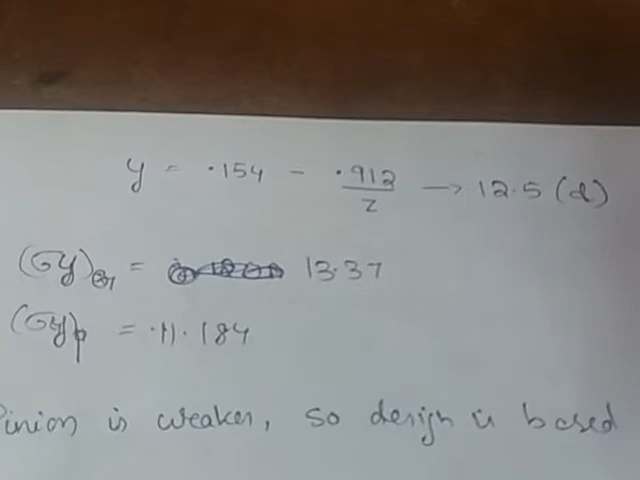 y = .154 - .912/z → 12.5 (d)
(σy)G = 13.37
(σy)p = .11.184
Pinion is weaker, so design is based